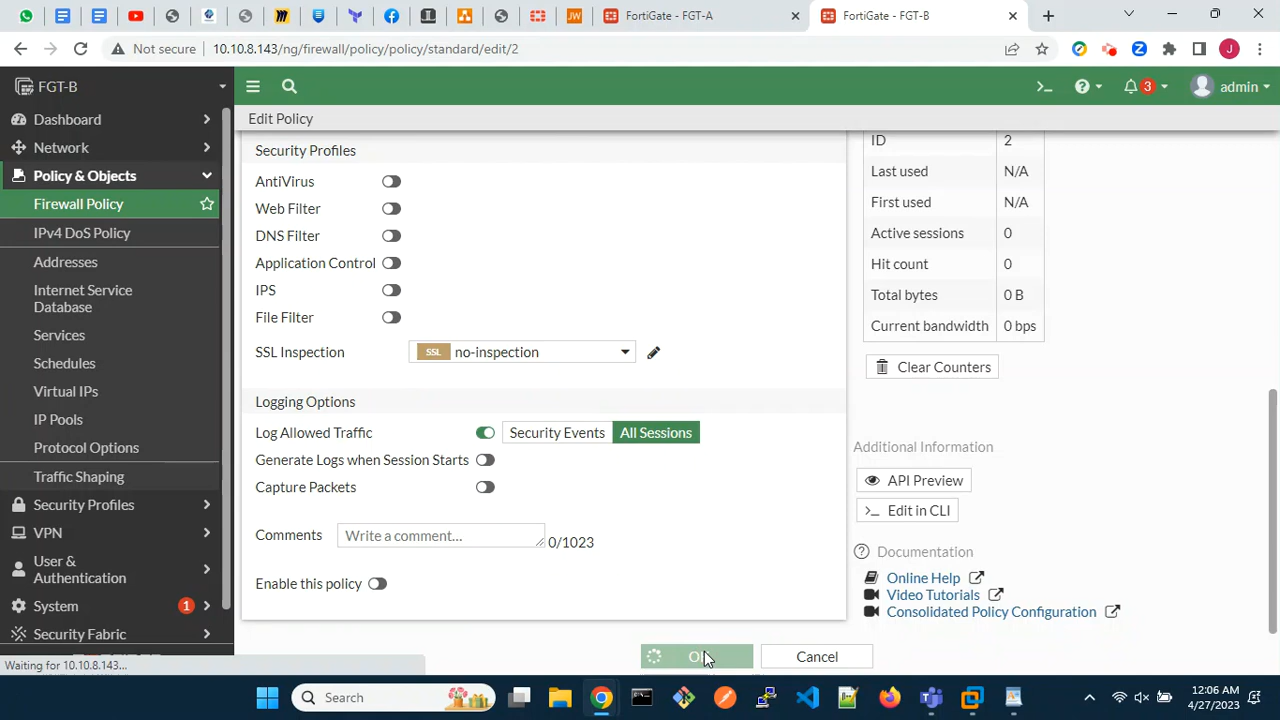 FortiGate - FGT-A
FortiGate - FGT-B
Not secure
10.10.8.143/ng/firewall/policy/policy/standard/edit/2
FGT-B
3
admin
Dashboard
Network
Policy & Objects
Firewall Policy
IPv4 DoS Policy
Addresses
Internet Service
Database
Services
Schedules
Virtual IPs
IP Pools
Protocol Options
Traffic Shaping
Security Profiles
VPN
User &
Authentication
System
1
Security Fabric
Waiting for 10.10.8.143...
Edit Policy
Security Profiles
AntiVirus
Web Filter
DNS Filter
Application Control
IPS
File Filter
SSL Inspection
SSL
no-inspection
Logging Options
Log Allowed Traffic
Security Events
All Sessions
Generate Logs when Session Starts
Capture Packets
Comments
Write a comment...
0/1023
Enable this policy
Cancel
ID 2
Last used N/A
First used N/A
Active sessions 0
Hit count 0
Total bytes 0 B
Current bandwidth 0 bps
Clear Counters
Additional Information
API Preview
>_ Edit in CLI
Documentation
Online Help
Video Tutorials
Consolidated Policy Configuration
Search
12:06 AM
4/27/2023